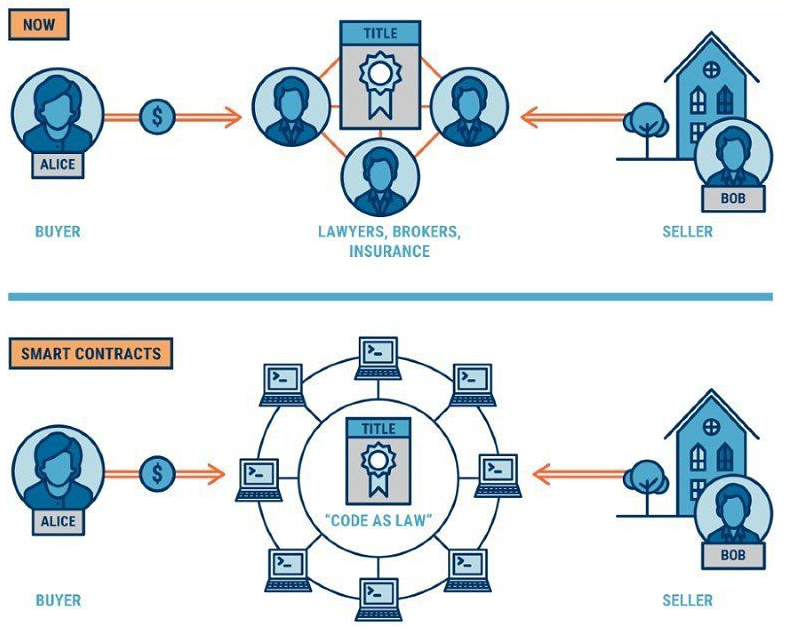 NOW
TITLE
$
ALICE
BOB
BUYER
LAWYERS, BROKERS,
INSURANCE
SELLER
SMART CONTRACTS
>_
>_
>_
TITLE
$
"CODE AS LAW"
>_
>_
ALICE
BOB
>_
>_
>_
BUYER
SELLER